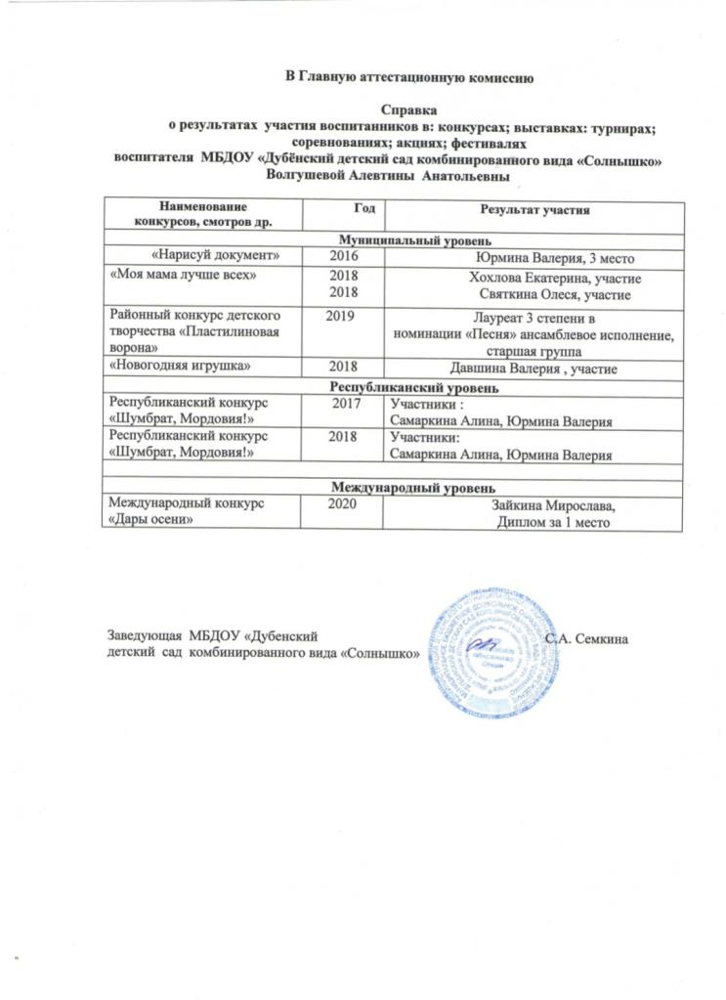 В Главную аттестационную комиссию
Справка
о результатах участия воспитанников в: конкурсах; выставках: турнирах;
соревнованиях; акциях; фестивалях
воспитателя МБДОУ «Дубёнский детский сад комбинированного вида «Солнышко»
Волгушевой Алевтины Анатольевны
Наименование
конкурсов, смотров др.
Год
Результат участия
Муниципальный уровень
«Нарисуй документ»
2016
Юрмина Валерия, 3 место
«Моя мама лучше всех»
2018
2018
Хохлова Екатерина, участие
Святкина Олеся, участие
Районный конкурс детского
творчества «Пластилиновая
ворона»
2019
Лауреат 3 степени в
номинации «Песня» ансамблевое исполнение,
старшая группа
«Новогодняя игрушка»
2018
Давшина Валерия , участие
Республиканский уровень
Республиканский конкурс
«Шумбрат, Мордовия!»
2017
Участники :
Самаркина Алина, Юрмина Валерия
Республиканский конкурс
«Шумбрат, Мордовия!»
2018
Участники:
Самаркина Алина, Юрмина Валерия
Международный уровень
Международный конкурс
«Дары осени»
2020
Зайкина Мирослава,
Диплом за 1 место
Заведующая МБДОУ «Дубенский
детский сад комбинированного вида «Солнышко»
С.А. Семкина